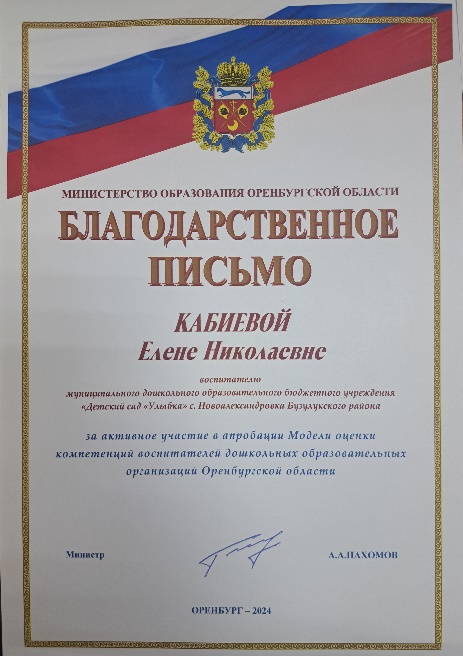 МИНИСТЕРСТВО ОБРАЗОВАНИЯ ОРЕНБУРГСКОЙ ОБЛАСТИ
БЛАГОДАРСТВЕННОЕ
ПИСЬМО
КАБИЕВОЙ
Елене Николаевне
воспитателю
муниципального дошкольного образовательного бюджетного учреждения
«Детский сад «Улыбка» с. Новоалександровка Бузулукского района
за активное участие в апробации Модели оценки
компетенций воспитателей дошкольных образовательных
организаций Оренбургской области
Министр А.А.ПАХОМОВ
ОРЕНБУРГ – 2024